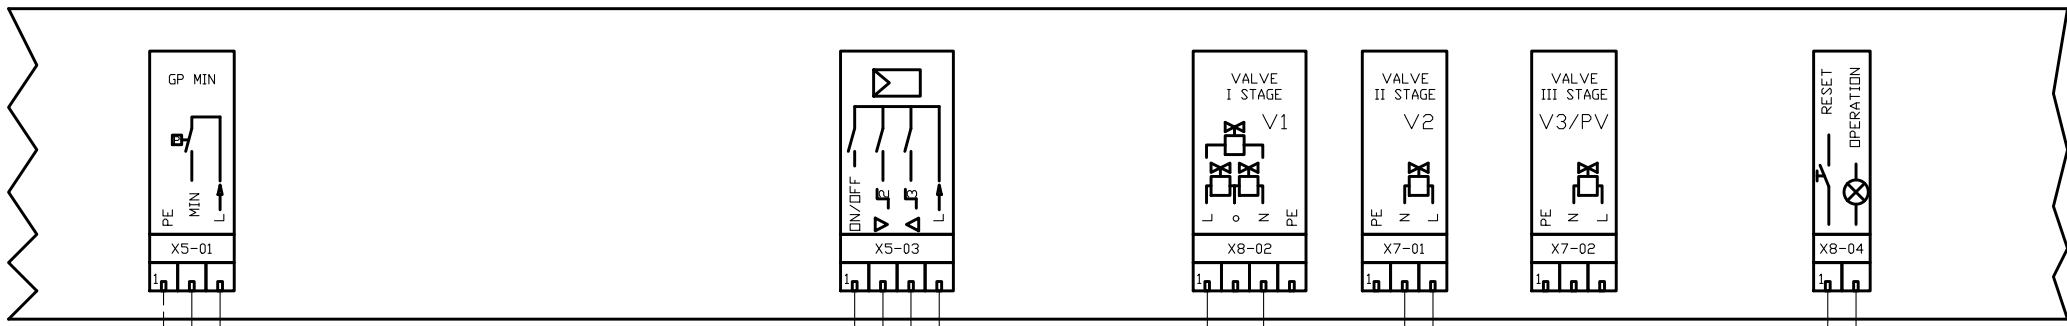 GP MIN
PE
MIN
L
X5-01
1
ON/OFF
2
3
L
X5-03
1
VALVE
I STAGE
V1
L
N
PE
X8-02
1
VALVE
II STAGE
V2
PE
N
L
X7-01
1
VALVE
III STAGE
V3/PV
PE
N
L
X7-02
1
RESET
OPERATION
X8-04
1